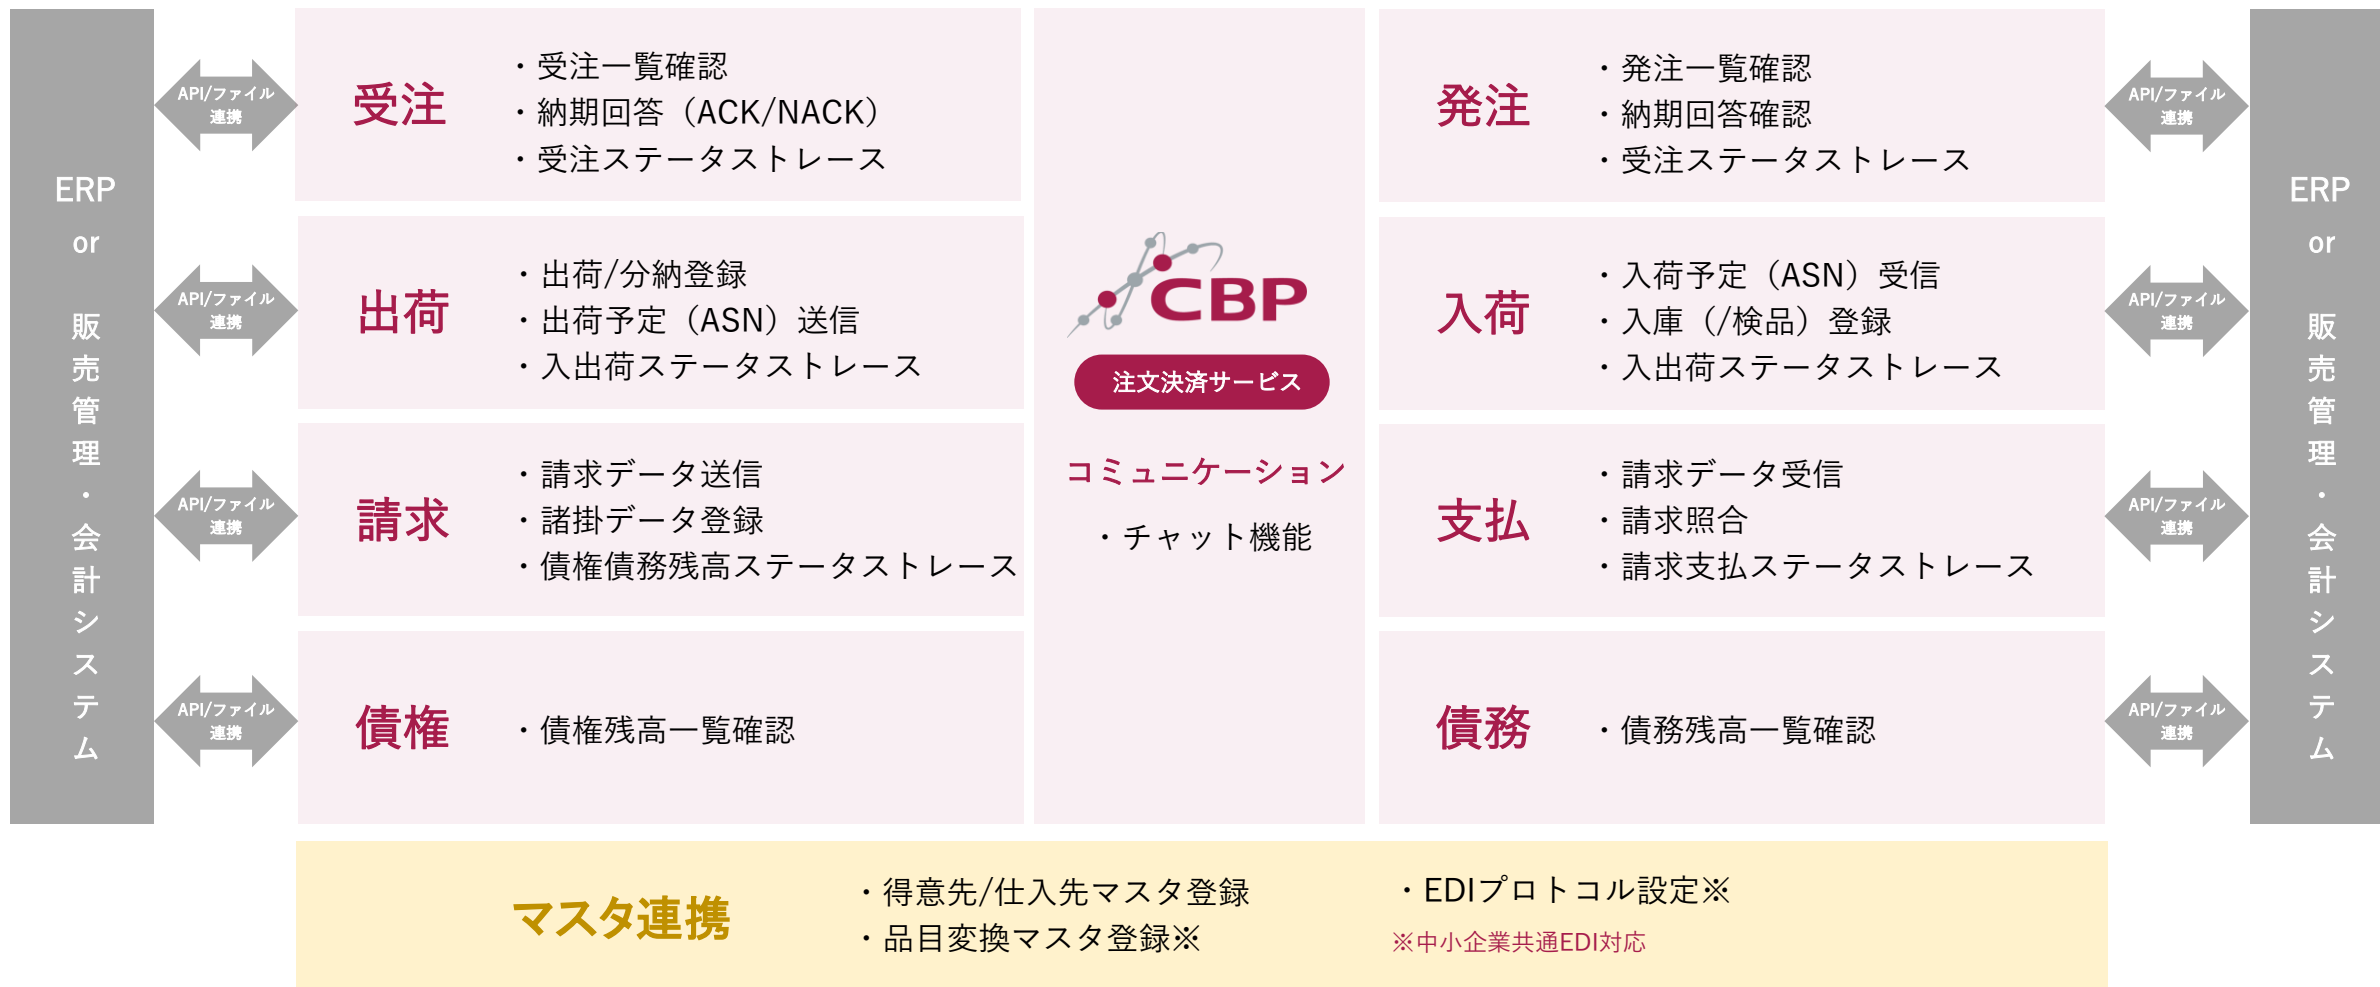 ERP
or
販売管理・会計システム
API/ファイル
連携
受注
・受注一覧確認
・納期回答（ACK/NACK）
・受注ステータストレース
API/ファイル
連携
出荷
・出荷/分納登録
・出荷予定（ASN）送信
・入出荷ステータストレース
API/ファイル
連携
請求
・請求データ送信
・諸掛データ登録
・債権債務残高ステータストレース
API/ファイル
連携
債権
・債権残高一覧確認
CBP
注文決済サービス
コミュニケーション
・チャット機能
発注
・発注一覧確認
・納期回答確認
・受注ステータストレース
API/ファイル
連携
入荷
・入荷予定（ASN）受信
・入庫（/検品）登録
・入出荷ステータストレース
API/ファイル
連携
支払
・請求データ受信
・請求照合
・請求支払ステータストレース
API/ファイル
連携
債務
・債務残高一覧確認
API/ファイル
連携
ERP
or
販売管理・会計システム
マスタ連携
・得意先/仕入先マスタ登録
・品目変換マスタ登録※
・EDIプロトコル設定※
※中小企業共通EDI対応